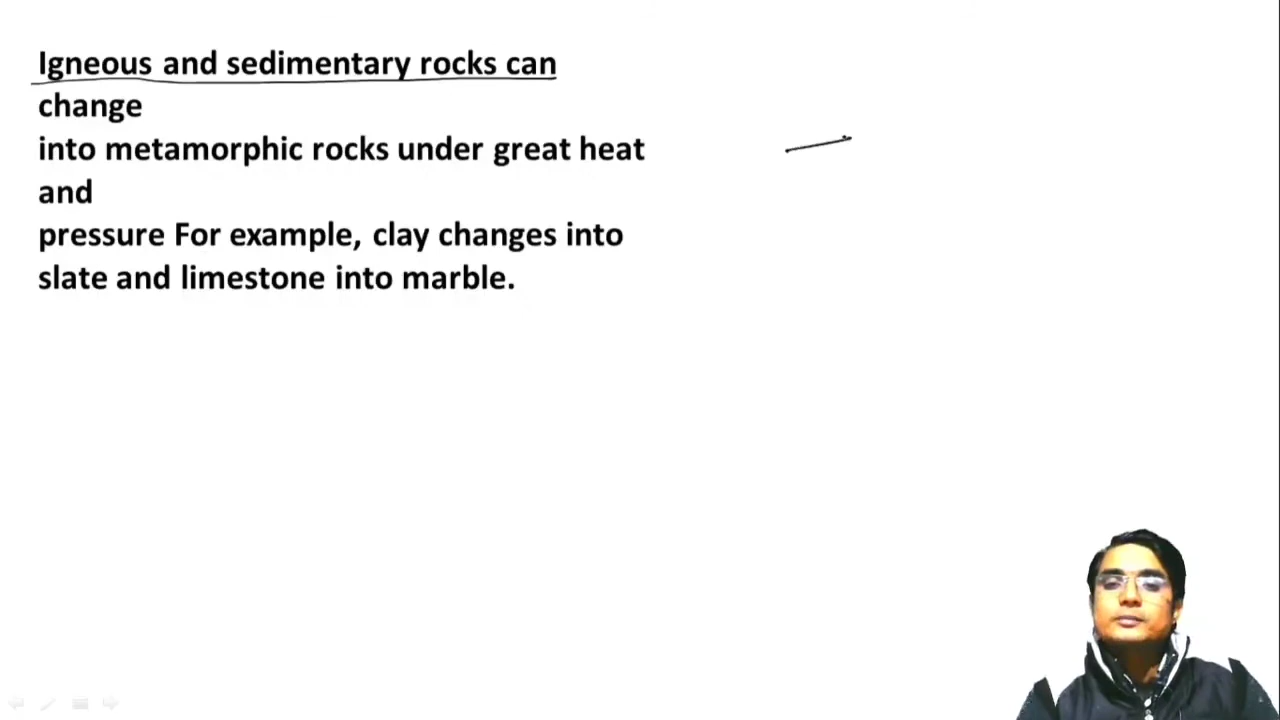 Igneous and sedimentary rocks can
change
into metamorphic rocks under great heat
and
pressure For example, clay changes into
slate and limestone into marble.